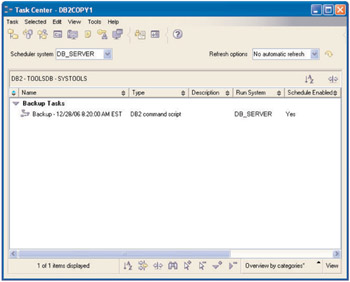 Task Center - DB2COPY1
Task Selected Edit View Tools Help
Scheduler system DB_SERVER Refresh options No automatic refresh
DB2 - TOOLSDB - SYSTOOLS
Name Type Description Run System Schedule Enabled
Backup Tasks
Backup - 12/28/06 8:20:00 AM EST DB2 command script DB_SERVER Yes
1 of 1 items displayed Overview by categories* View